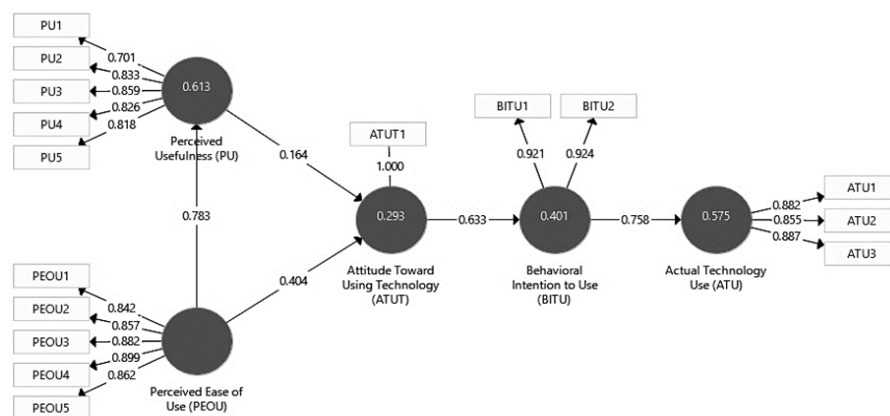 PU1
PU2
PU3
PU4
PU5
0.701
0.833
0.859
0.826
0.818
0.613
Perceived
Usefulness (PU)
0.164
0.783
0.404
PEOU1
PEOU2
PEOU3
PEOU4
PEOU5
0.842
0.857
0.882
0.899
0.862
Perceived Ease of
Use (PEOU)
ATUT1
1.000
0.293
Attitude Toward
Using Technology
(ATUT)
0.633
BITU1
BITU2
0.921
0.924
0.401
Behavioral
Intention to Use
(BITU)
0.758
0.575
Actual Technology
Use (ATU)
0.882
0.855
0.887
ATU1
ATU2
ATU3